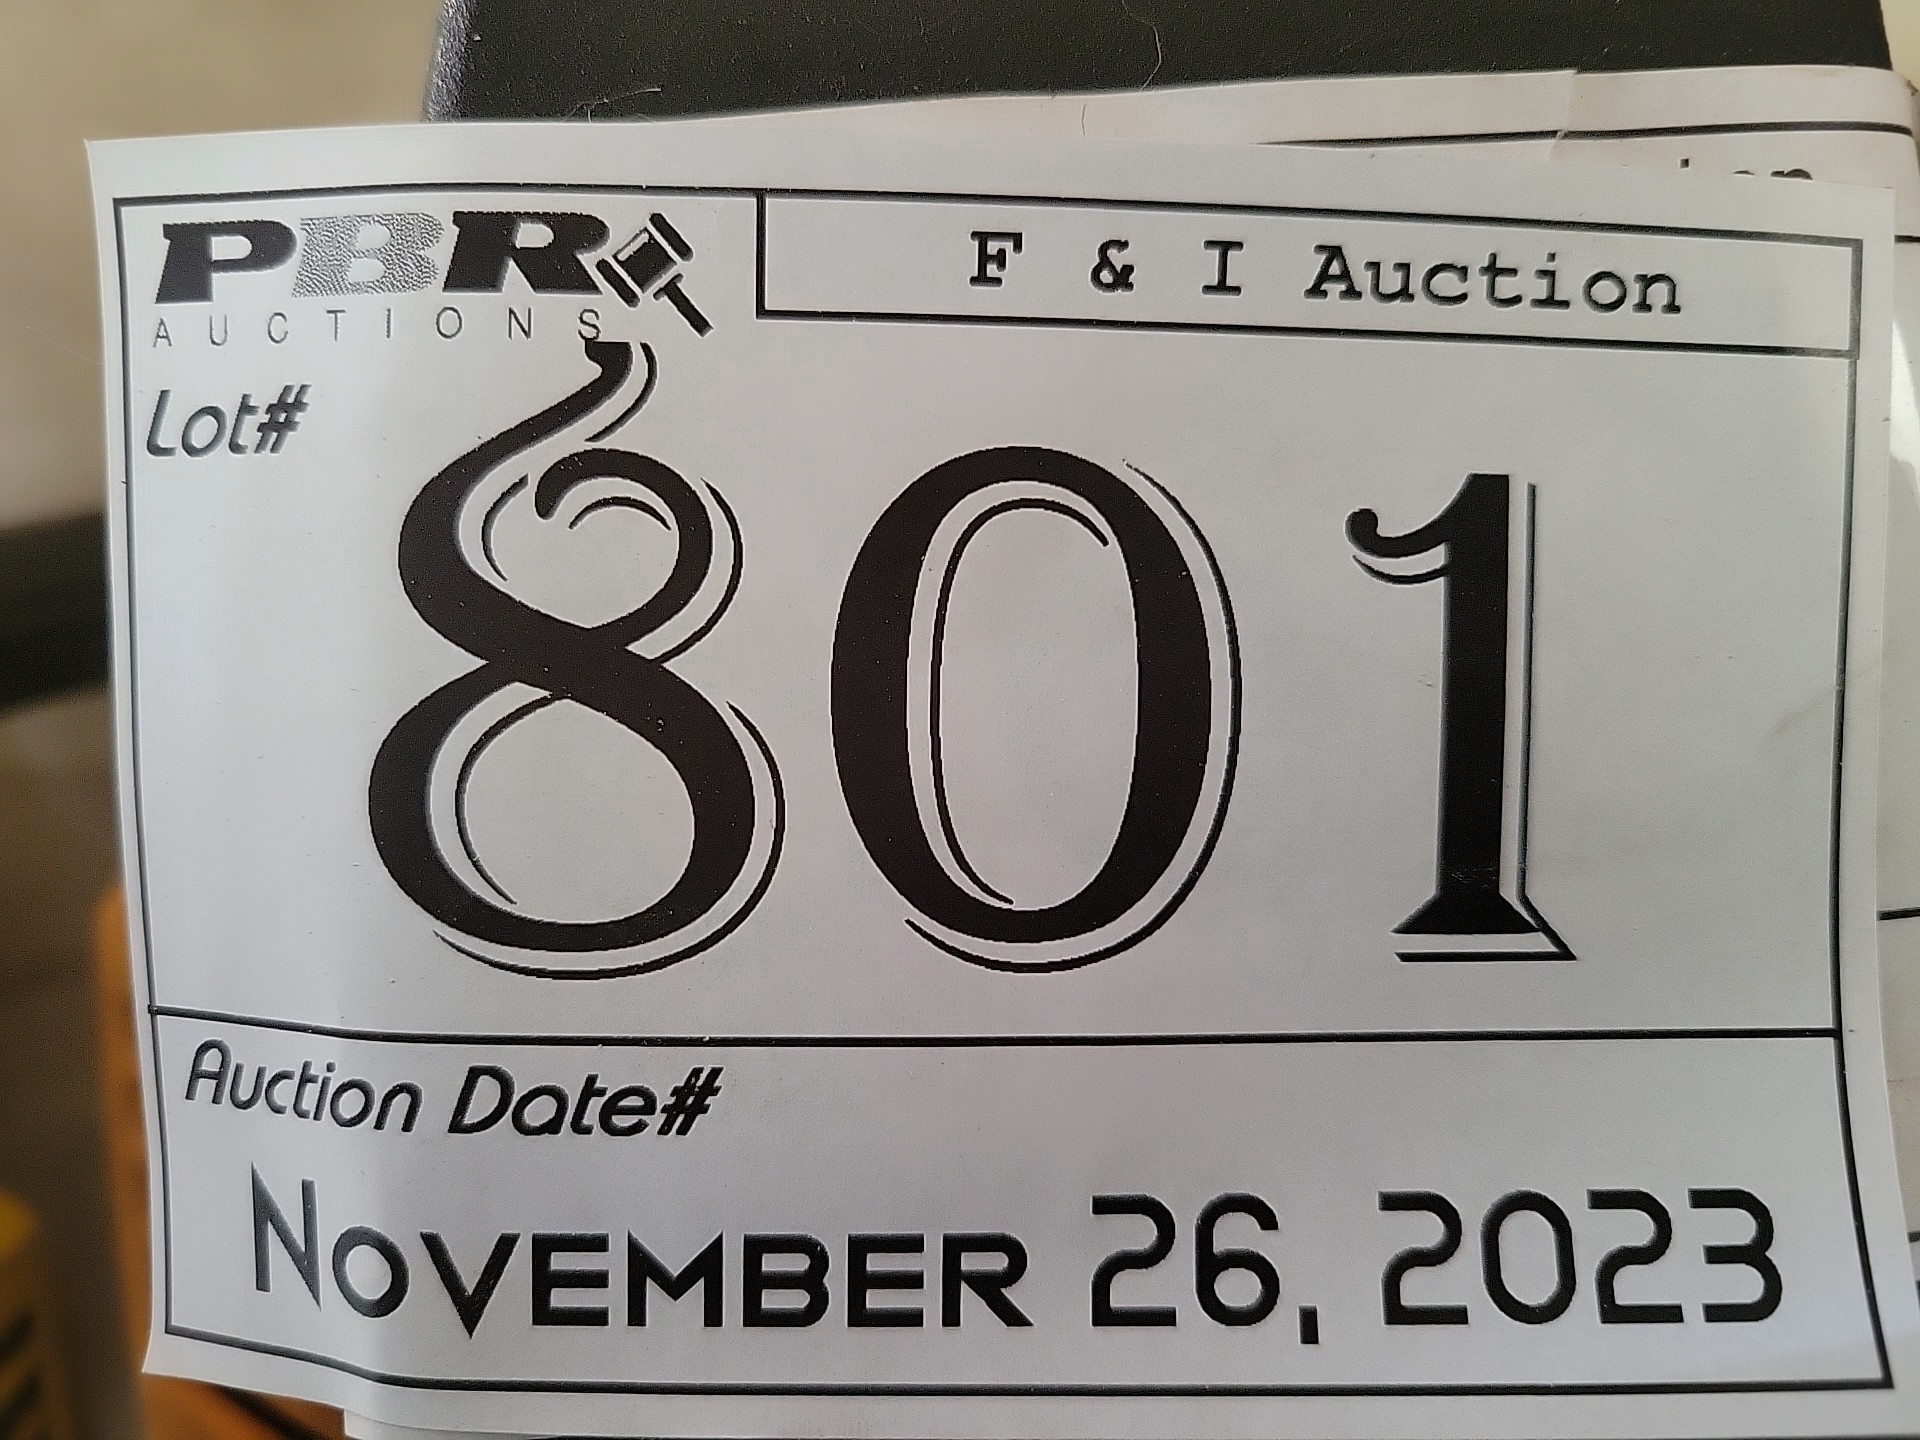 PBR
AUCTIONS
F & I Auction
Lot#
801
Auction Date#
NOVEMBER 26, 2023